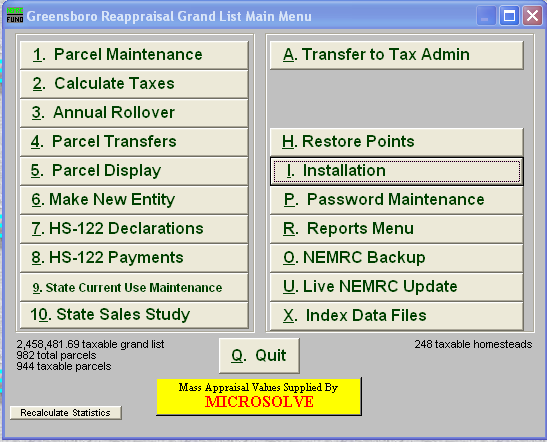 FUND
Greensboro Reappraisal Grand List Main Menu
1. Parcel Maintenance
2. Calculate Taxes
3. Annual Rollover
4. Parcel Transfers
5. Parcel Display
6. Make New Entity
7. HS-122 Declarations
8. HS-122 Payments
9. State Current Use Maintenance
10. State Sales Study
A. Transfer to Tax Admin
H. Restore Points
I. Installation
P. Password Maintenance
R. Reports Menu
O. NEMRC Backup
U. Live NEMRC Update
X. Index Data Files
2,458,481.69 taxable grand list
982 total parcels
944 taxable parcels
Q. Quit
248 taxable homesteads
Mass Appraisal Values Supplied By
MICROSOLVE
Recalculate Statistics